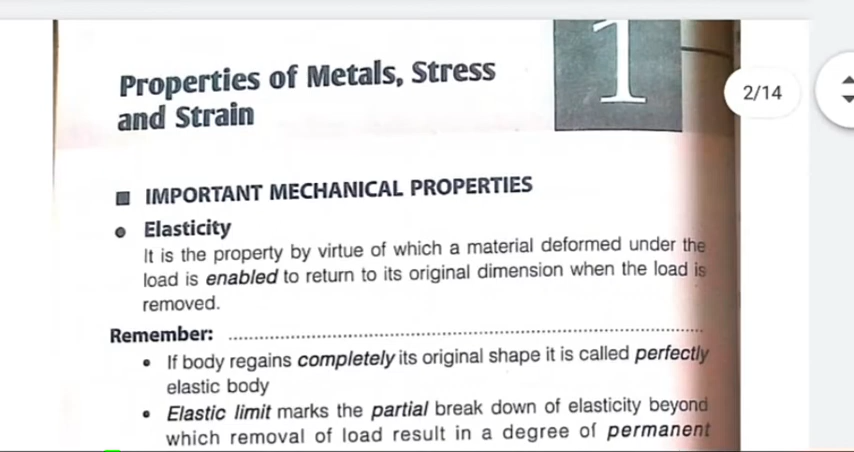 Properties of Metals, Stress
and Strain
1
2/14
IMPORTANT MECHANICAL PROPERTIES
Elasticity
It is the property by virtue of which a material deformed under the
load is enabled to return to its original dimension when the load is
removed.
Remember:
If body regains completely its original shape it is called perfectly
elastic body
Elastic limit marks the partial break down of elasticity beyond
which removal of load result in a degree of permanent